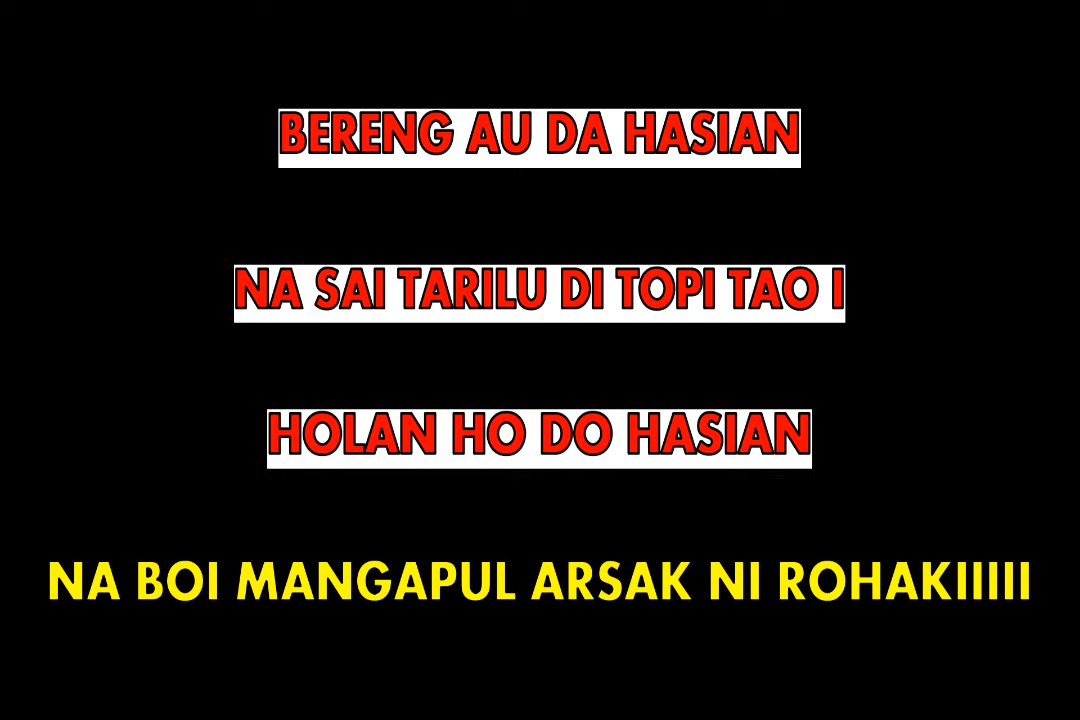 BERENG AU DA HASIAN
NA SAI TARILU DI TOPI TAO I
HOLAN HO DO HASIAN
NA BOI MANGAPUL ARSAK NI ROHAKIIIII